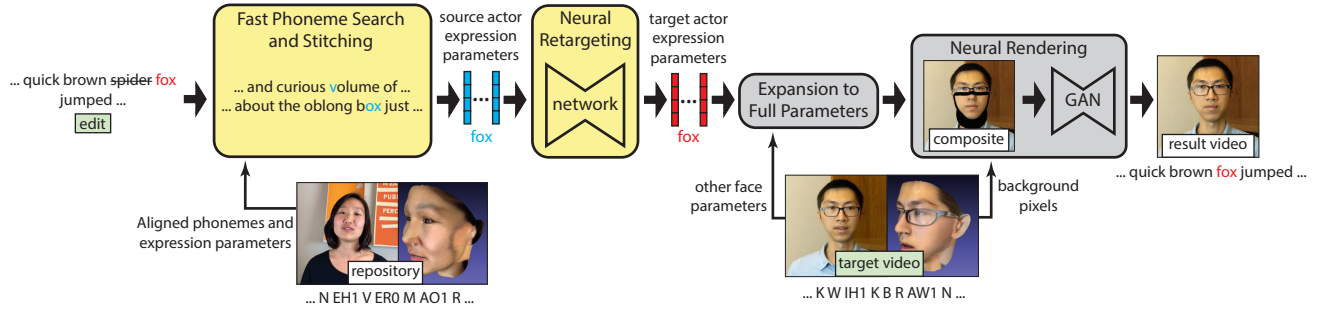 ... quick brown spider fox
jumped ...
edit
Fast Phoneme Search
and Stitching
... and curious volume of ...
... about the oblong box just ...
Aligned phonemes and
expression parameters
repository
... N EH1 V ER0 M AO1 R ...
source actor
expression
parameters
...
fox
Neural
Retargeting
network
target actor
expression
parameters
...
fox
Expansion to
Full Parameters
other face
parameters
target video
... K W IH1 K B R AW1 N ...
background
pixels
Neural Rendering
composite
GAN
result video
... quick brown fox jumped ...